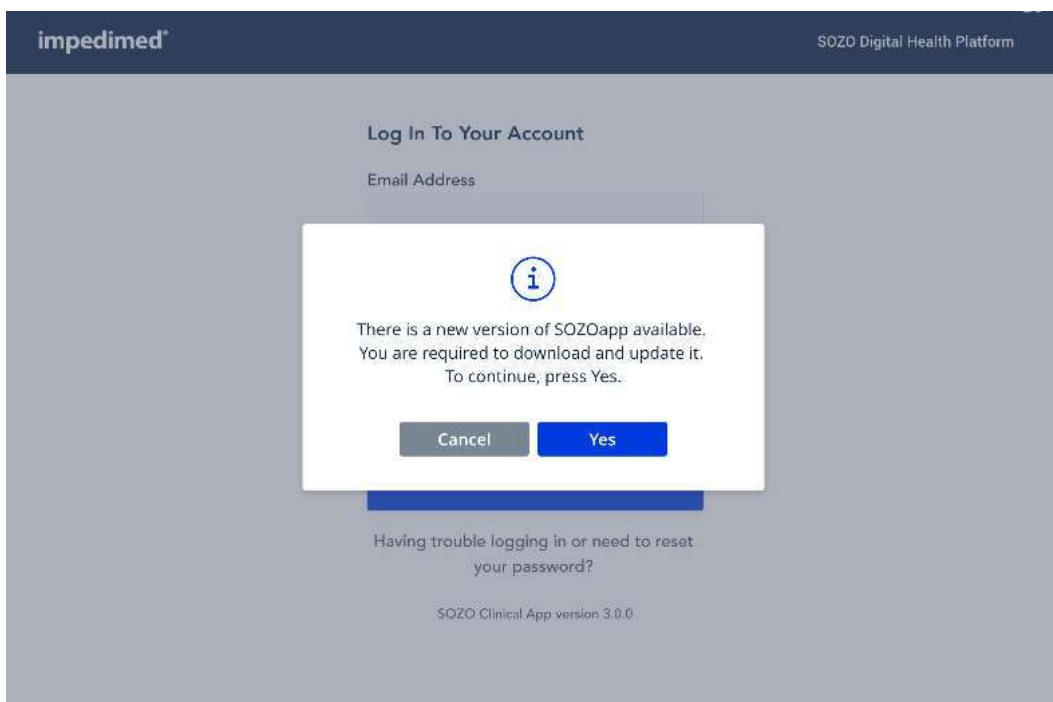 impedimed®
SOZO Digital Health Platform
Log In To Your Account
Email Address
i
There is a new version of SOZOapp available.
You are required to download and update it.
To continue, press Yes.
Cancel
Yes
Having trouble logging in or need to reset
your password?
SOZO Clinical App version 3.0.0